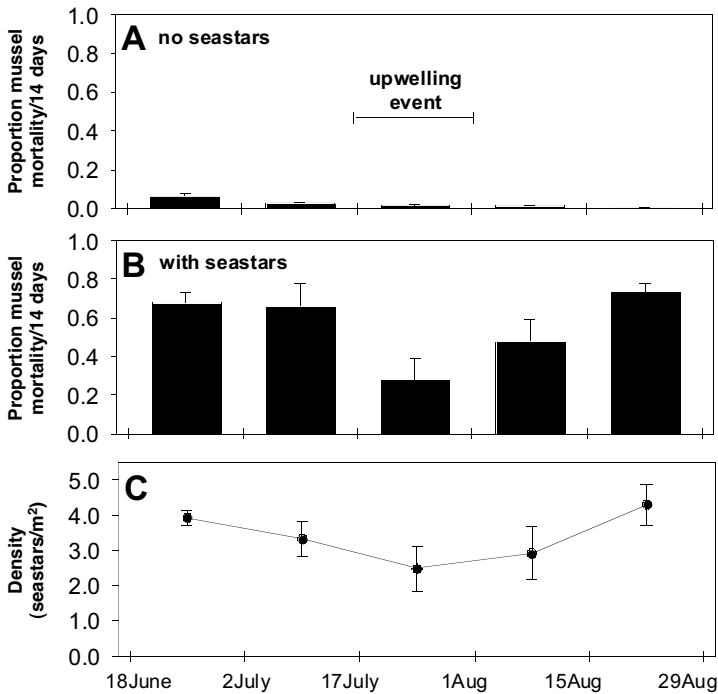 A no seastars
Proportion mussel
mortality/14 days
1.0
0.8
0.6
0.4
0.2
0.0
upwelling
event
B with seastars
Proportion mussel
mortality/14 days
1.0
0.8
0.6
0.4
0.2
0.0
C
Density
(seastars/m²)
5.0
4.0
3.0
2.0
1.0
0.0
18June 2July 17July 1Aug 15Aug 29Aug